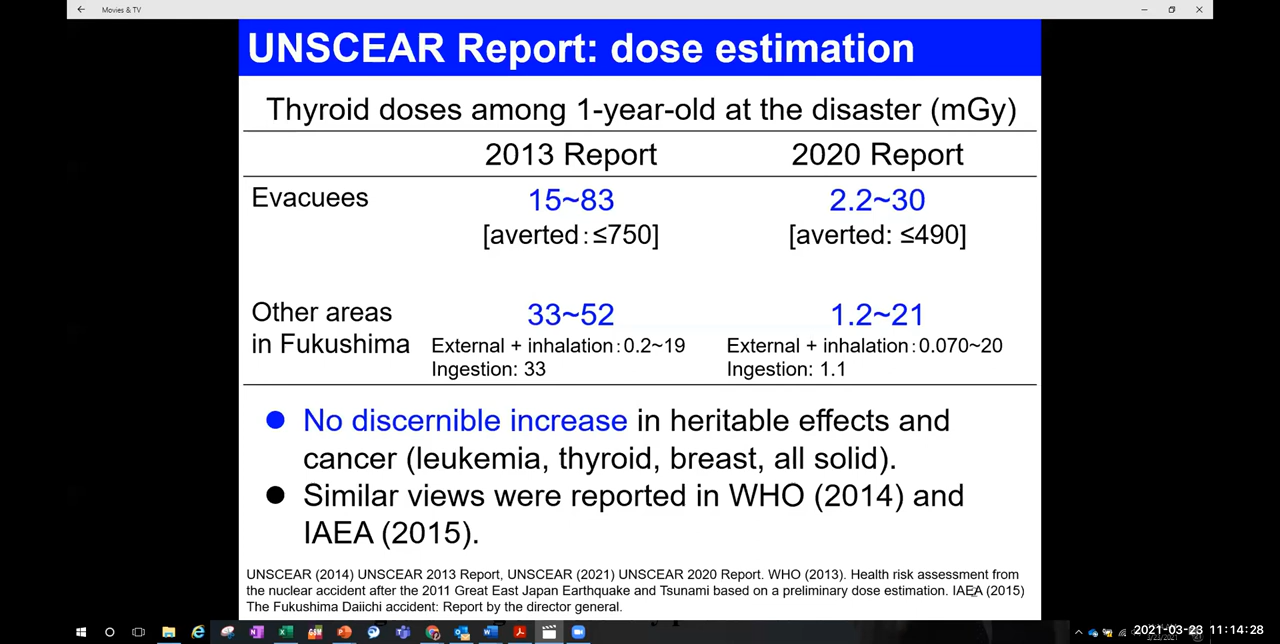 Movies & TV
UNSCEAR Report: dose estimation
Thyroid doses among 1-year-old at the disaster (mGy)
2013 Report 2020 Report
Evacuees 15~83 2.2~30
[averted:≤750] [averted: ≤490]
Other areas 33~52 1.2~21
in Fukushima External + inhalation:0.2~19 External + inhalation:0.070~20
Ingestion: 33 Ingestion: 1.1
● No discernible increase in heritable effects and
cancer (leukemia, thyroid, breast, all solid).
● Similar views were reported in WHO (2014) and
IAEA (2015).
UNSCEAR (2014) UNSCEAR 2013 Report, UNSCEAR (2021) UNSCEAR 2020 Report. WHO (2013). Health risk assessment from
the nuclear accident after the 2011 Great East Japan Earthquake and Tsunami based on a preliminary dose estimation. IAEA (2015)
The Fukushima Daiichi accident: Report by the director general.
2021-03-23 11:14:28